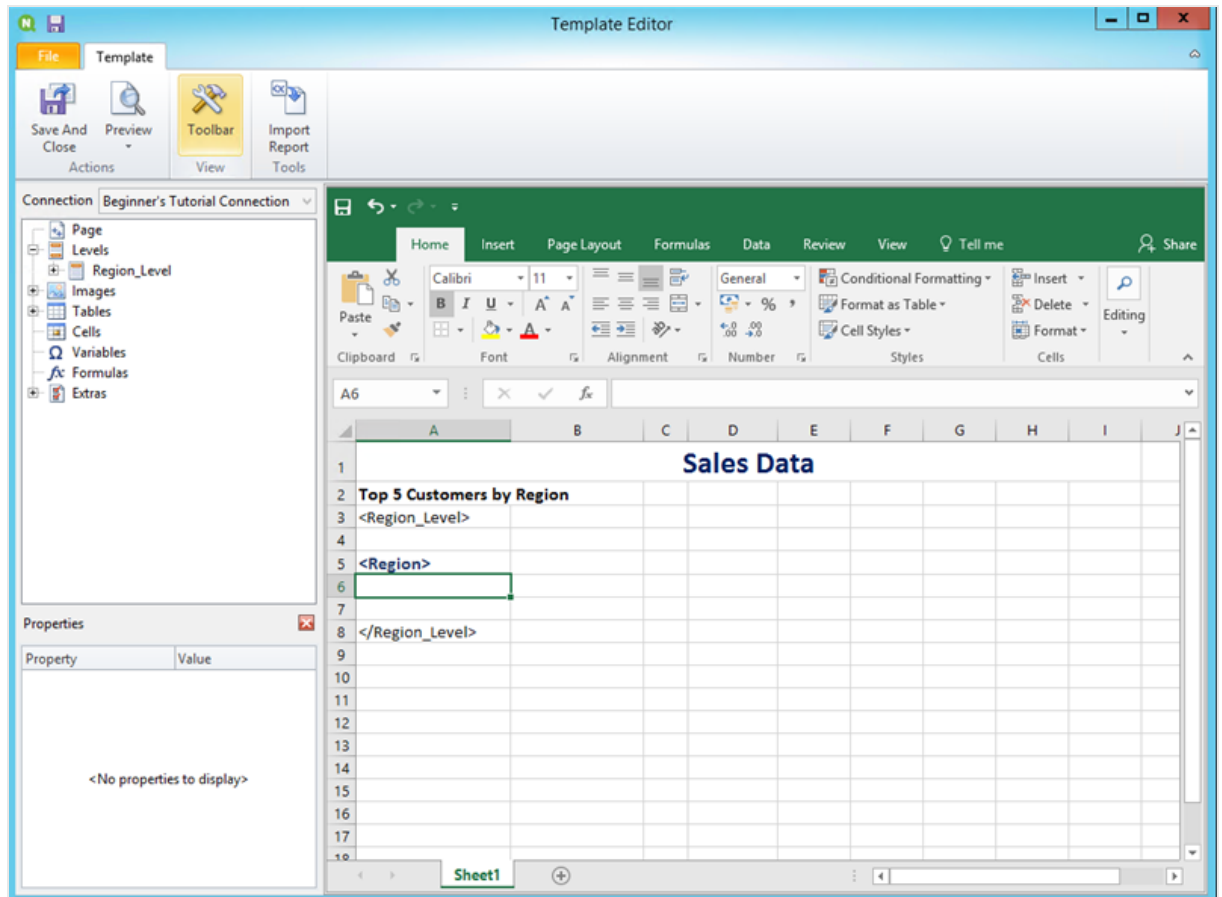 Template Editor
File Template
Save And Close
Preview
Toolbar
Import Report
Actions View Tools
Connection Beginner's Tutorial Connection
Page
Levels
Region_Level
Images
Tables
Cells
Variables
Formulas
Extras
Properties
Property Value
<No properties to display>
Home Insert Page Layout Formulas Data Review View Tell me Share
Paste
Calibri 11
B I U A A
A
General
% ,
Conditional Formatting
Format as Table
Cell Styles
Insert
Delete
Format
Editing
Clipboard Font Alignment Number Styles Cells
A6 fx
A B C D E F G H I J
1 Sales Data
2 Top 5 Customers by Region
3 <Region_Level>
4
5 <Region>
6
7
8 </Region_Level>
9
10
11
12
13
14
15
16
17
18
Sheet1